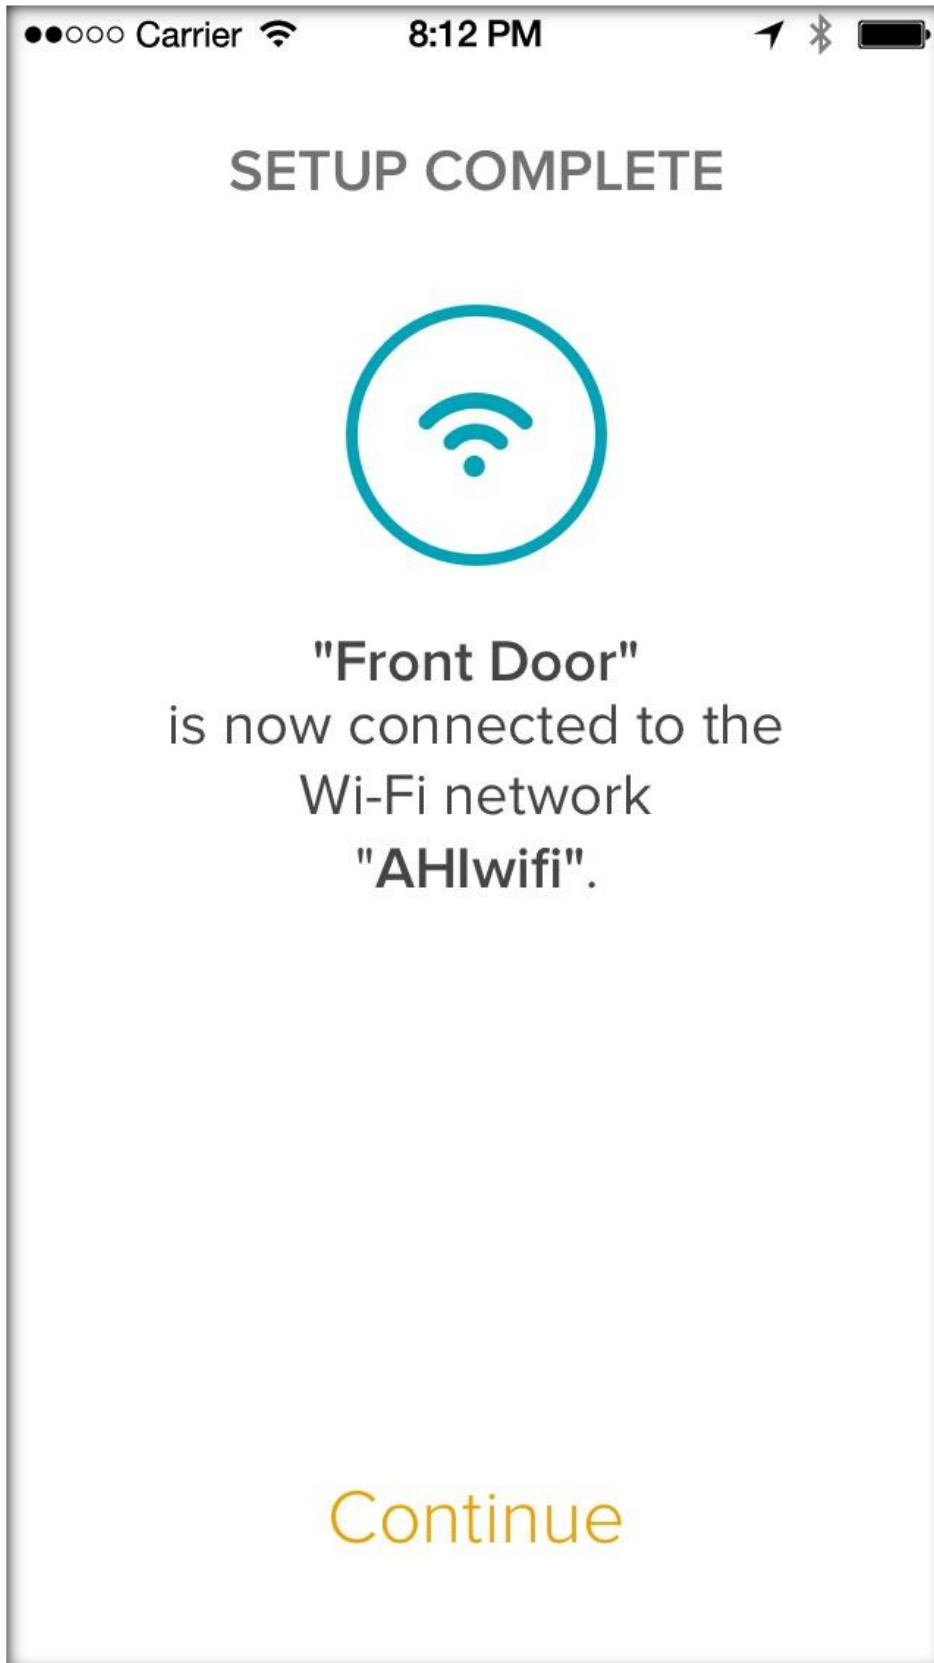 Carrier 8:12 PM
SETUP COMPLETE
"Front Door"
is now connected to the
Wi-Fi network
"AHIwifi".
Continue